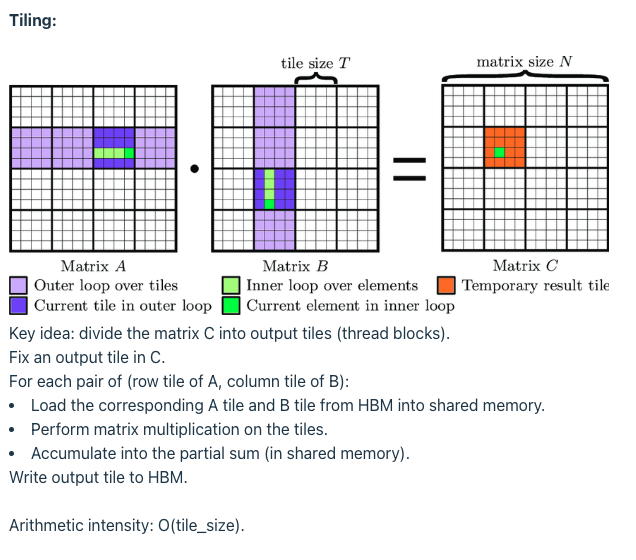 Tiling:
tile size T
matrix size N
Matrix A
Matrix B
Matrix C
Outer loop over tiles
Inner loop over elements
Temporary result tile
Current tile in outer loop
Current element in inner loop
Key idea: divide the matrix C into output tiles (thread blocks).
Fix an output tile in C.
For each pair of (row tile of A, column tile of B):
• Load the corresponding A tile and B tile from HBM into shared memory.
• Perform matrix multiplication on the tiles.
• Accumulate into the partial sum (in shared memory).
Write output tile to HBM.
Arithmetic intensity: O(tile_size).